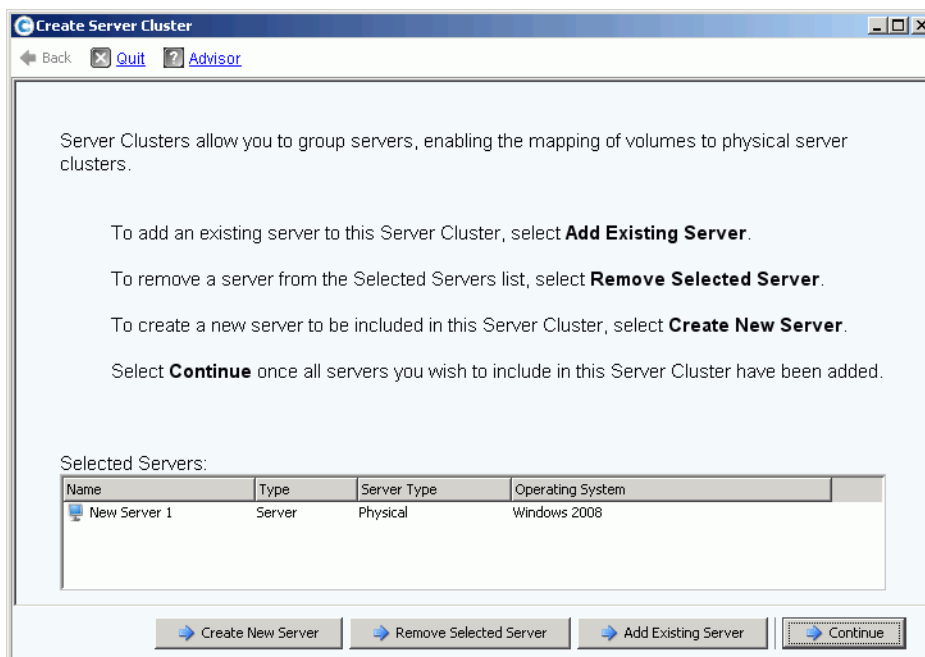 Create Server Cluster
Back Quit Advisor
Server Clusters allow you to group servers, enabling the mapping of volumes to physical server
clusters.
To add an existing server to this Server Cluster, select Add Existing Server.
To remove a server from the Selected Servers list, select Remove Selected Server.
To create a new server to be included in this Server Cluster, select Create New Server.
Select Continue once all servers you wish to include in this Server Cluster have been added.
Selected Servers:
Name Type Server Type Operating System
New Server 1 Server Physical Windows 2008
Create New Server Remove Selected Server Add Existing Server Continue